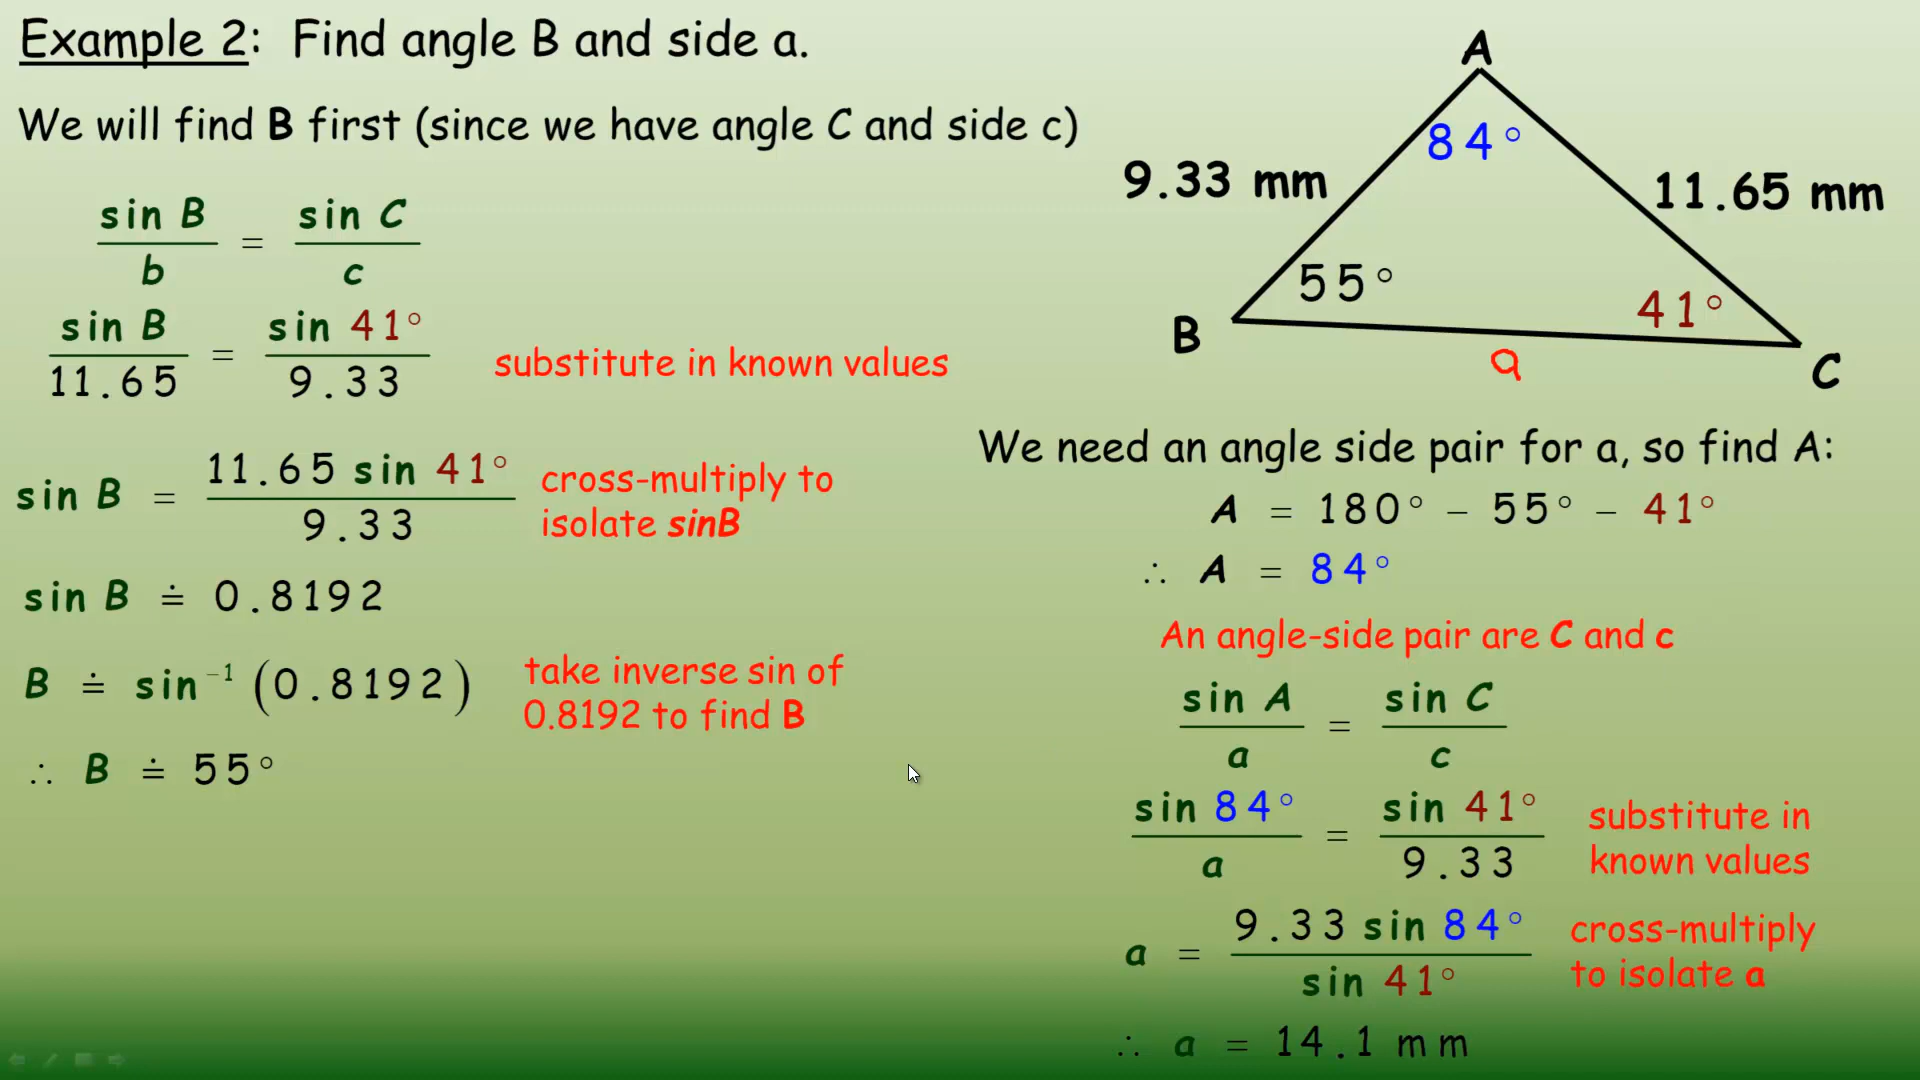 Example 2: Find angle B and side a.
We will find B first (since we have angle C and side c)
sin B / b = sin C / c
sin B / 11.65 = sin 41° / 9.33
substitute in known values
sin B = 11.65 sin 41° / 9.33
cross-multiply to
isolate sinB
sin B ≐ 0.8192
B ≐ sin⁻¹ (0.8192)
take inverse sin of
0.8192 to find B
∴ B ≐ 55°
A
84°
9.33 mm
11.65 mm
55°
41°
B
a
C
We need an angle side pair for a, so find A:
A = 180° − 55° − 41°
∴ A = 84°
An angle-side pair are C and c
sin A / a = sin C / c
sin 84° / a = sin 41° / 9.33
substitute in
known values
a = 9.33 sin 84° / sin 41°
cross-multiply
to isolate a
∴ a = 14.1 mm